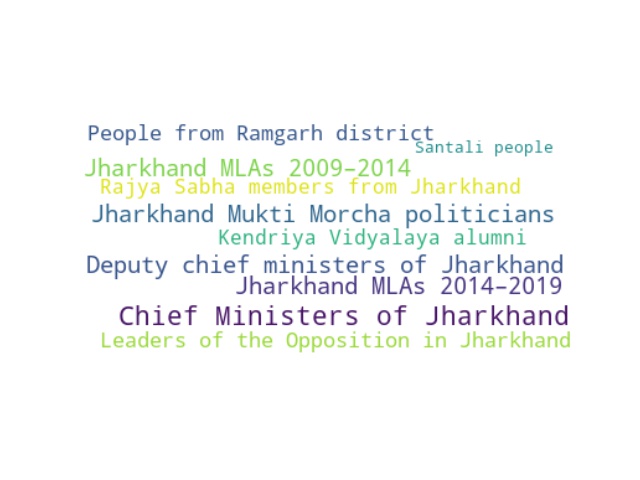 People from Ramgarh district
Santali people
Jharkhand MLAs 2009–2014
Rajya Sabha members from Jharkhand
Jharkhand Mukti Morcha politicians
Kendriya Vidyalaya alumni
Deputy chief ministers of Jharkhand
Jharkhand MLAs 2014–2019
Chief Ministers of Jharkhand
Leaders of the Opposition in Jharkhand